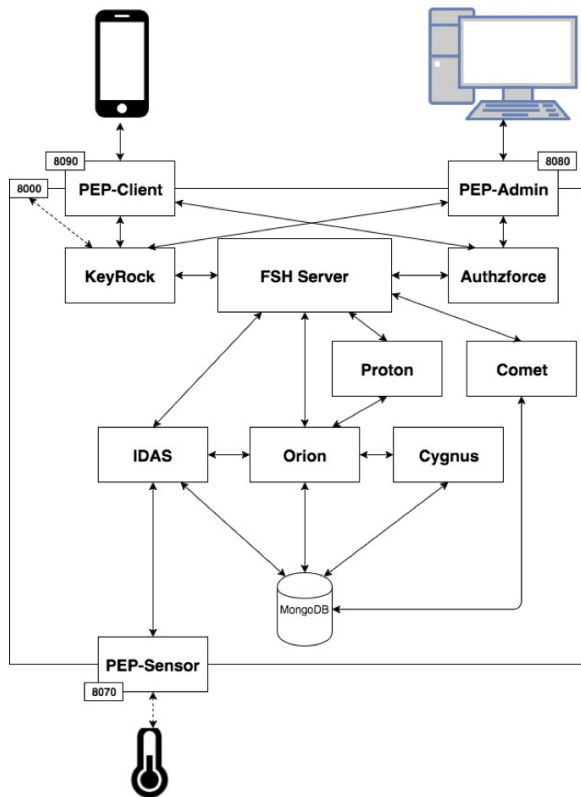 8090
8080
8000
PEP-Client
PEP-Admin
KeyRock
FSH Server
Authzforce
Proton
Comet
IDAS
Orion
Cygnus
MongoDB
PEP-Sensor
8070